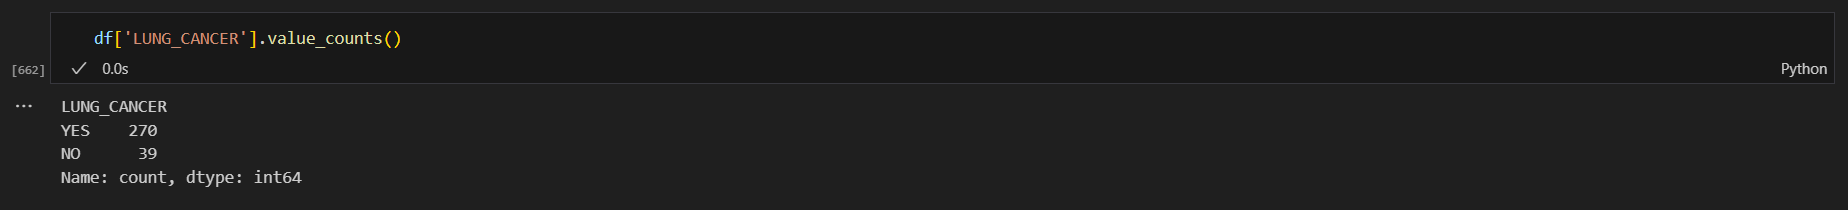 df['LUNG_CANCER'].value_counts()
[662] 0.0s Python
... LUNG_CANCER
YES 270
NO 39
Name: count, dtype: int64